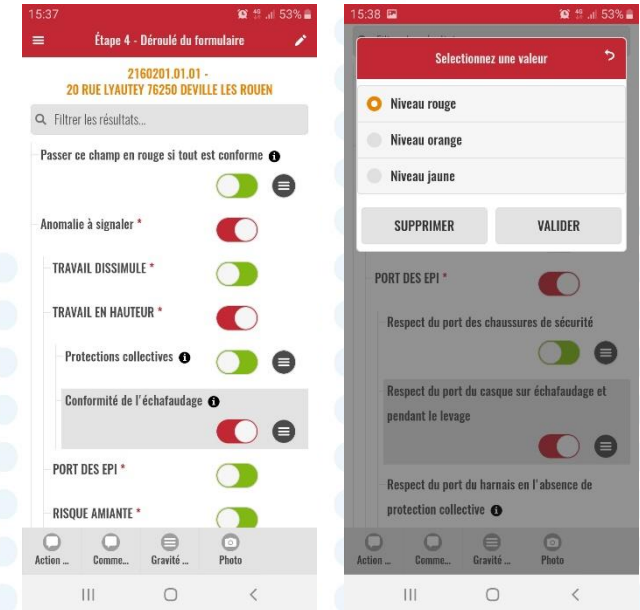 15:37
53%
Étape 4 - Déroulé du formulaire
2160201.01.01 -
20 RUE LYAUTEY 76250 DEVILLE LES ROUEN
Filtrer les résultats...
Passer ce champ en rouge si tout est conforme
Anomalie à signaler *
TRAVAIL DISSIMULE *
TRAVAIL EN HAUTEUR *
Protections collectives
Conformité de l'échafaudage
PORT DES EPI *
RISQUE AMIANTE *
Action ...
Comme...
Gravité ...
Photo
15:38
53%
Selectionnez une valeur
Niveau rouge
Niveau orange
Niveau jaune
SUPPRIMER
VALIDER
PORT DES EPI *
Respect du port des chaussures de sécurité
Respect du port du casque sur échafaudage et
pendant le levage
Respect du port du harnais en l'absence de
protection collective
Action ...
Comme...
Gravité ...
Photo